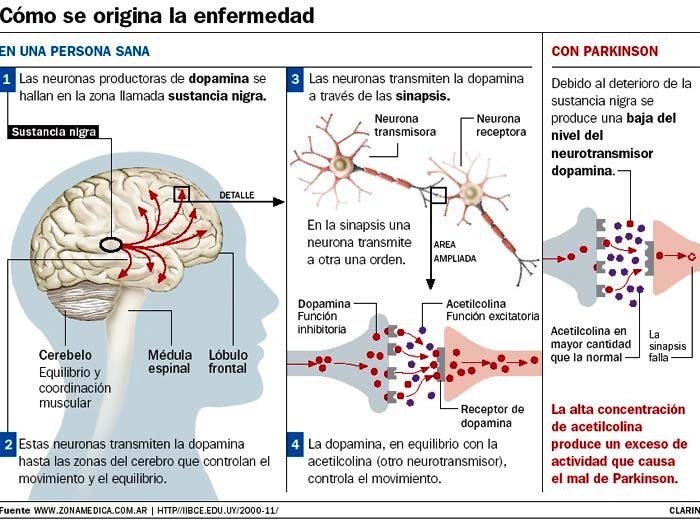 Cómo se origina la enfermedad
EN UNA PERSONA SANA
1 Las neuronas productoras de dopamina se
hallan en la zona llamada sustancia nigra.
Sustancia nigra
DETALLE
Cerebelo
Equilibrio y
coordinación
muscular
Médula
espinal
Lóbulo
frontal
2 Estas neuronas transmiten la dopamina
hasta las zonas del cerebro que controlan el
movimiento y el equilibrio.
3 Las neuronas transmiten la dopamina
a través de las sinapsis.
Neurona
transmisora
Neurona
receptora
En la sinapsis una
neurona transmite
a otra una orden.
AREA
AMPLIADA
Dopamina
Función
inhibitoria
Acetilcolina
Función excitatoria
Receptor de
dopamina
4 La dopamina, en equilibrio con la
acetilcolina (otro neurotransmisor),
controla el movimiento.
CON PARKINSON
Debido al deterioro de la
sustancia nigra se
produce una baja del
nivel del
neurotransmisor
dopamina.
Acetilcolina en
mayor cantidad
que la normal
La
sinapsis
falla
La alta concentración
de acetilcolina
produce un exceso de
actividad que causa
el mal de Parkinson.
Fuente WWW.ZONAMEDICA.COM.AR | HTTP//IIBCE.EDU.UY/2000-11/
CLARIN